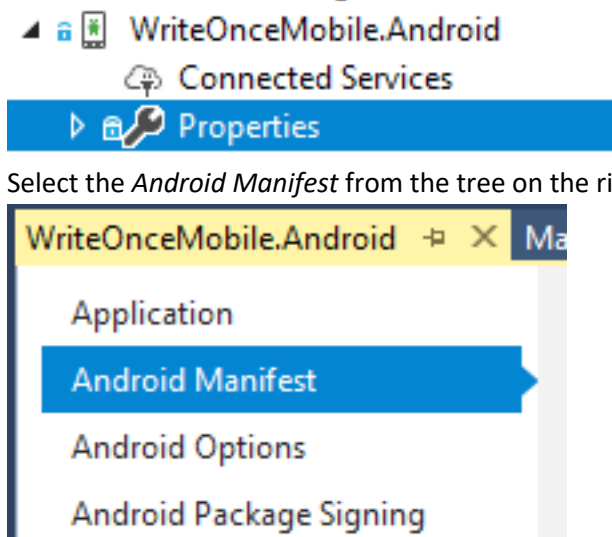 WriteOnceMobile.Android
Connected Services
Properties
Select the Android Manifest from the tree on the ri
WriteOnceMobile.Android Ma
Application
Android Manifest
Android Options
Android Package Signing